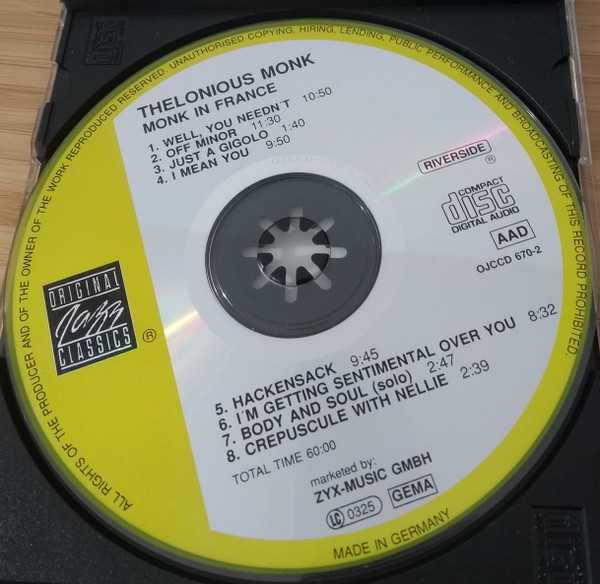 ALL RIGHTS OF THE PRODUCER AND OF THE OWNER OF THE WORK REPRODUCED RESERVED. UNAUTHORISED COPYING, HIRING, LENDING, PUBLIC PERFORMANCE AND BROADCASTING OF THIS RECORD PROHIBITED.
THELONIOUS MONK
MONK IN FRANCE
1. WELL, YOU NEEDN'T 10:50
2. OFF MINOR 11:30
3. JUST A GIGOLO 1:40
4. I MEAN YOU 9:50
RIVERSIDE ®
COMPACT
disc
DIGITAL AUDIO
AAD
OJCCD 670-2
ORIGINAL
Jazz
CLASSICS ®
5. HACKENSACK 9:45
6. I'M GETTING SENTIMENTAL OVER YOU 8:32
7. BODY AND SOUL (solo) 2:47
8. CREPUSCULE WITH NELLIE 2:39
TOTAL TIME 60:00
marketed by:
ZYX-MUSIC GMBH
LC 0325 GEMA
MADE IN GERMANY